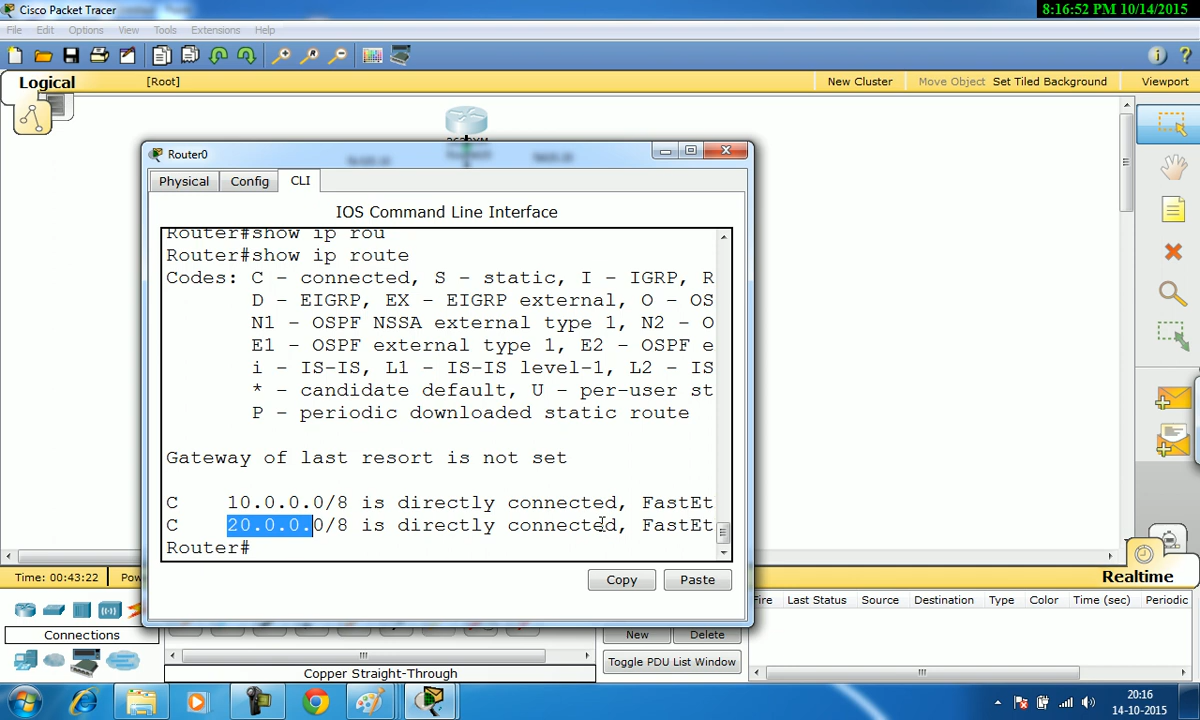 Cisco Packet Tracer
8:16:52 PM 10/14/2015
File Edit Options View Tools Extensions Help
Logical
[Root]
New Cluster
Move Object
Set Tiled Background
Viewport
Router0
Physical
Config
CLI
IOS Command Line Interface
Router#show ip rou
Router#show ip route
Codes: C - connected, S - static, I - IGRP, R
D - EIGRP, EX - EIGRP external, O - OS
N1 - OSPF NSSA external type 1, N2 - O
E1 - OSPF external type 1, E2 - OSPF e
i - IS-IS, L1 - IS-IS level-1, L2 - IS
* - candidate default, U - per-user st
P - periodic downloaded static route
Gateway of last resort is not set
C 10.0.0.0/8 is directly connected, FastEt
C 20.0.0.0/8 is directly connected, FastEt
Router#
Copy
Paste
Time: 00:43:22
Pow
Realtime
Fire Last Status Source Destination Type Color Time (sec) Periodic
Connections
New
Delete
Toggle PDU List Window
Copper Straight-Through
20:16
14-10-2015